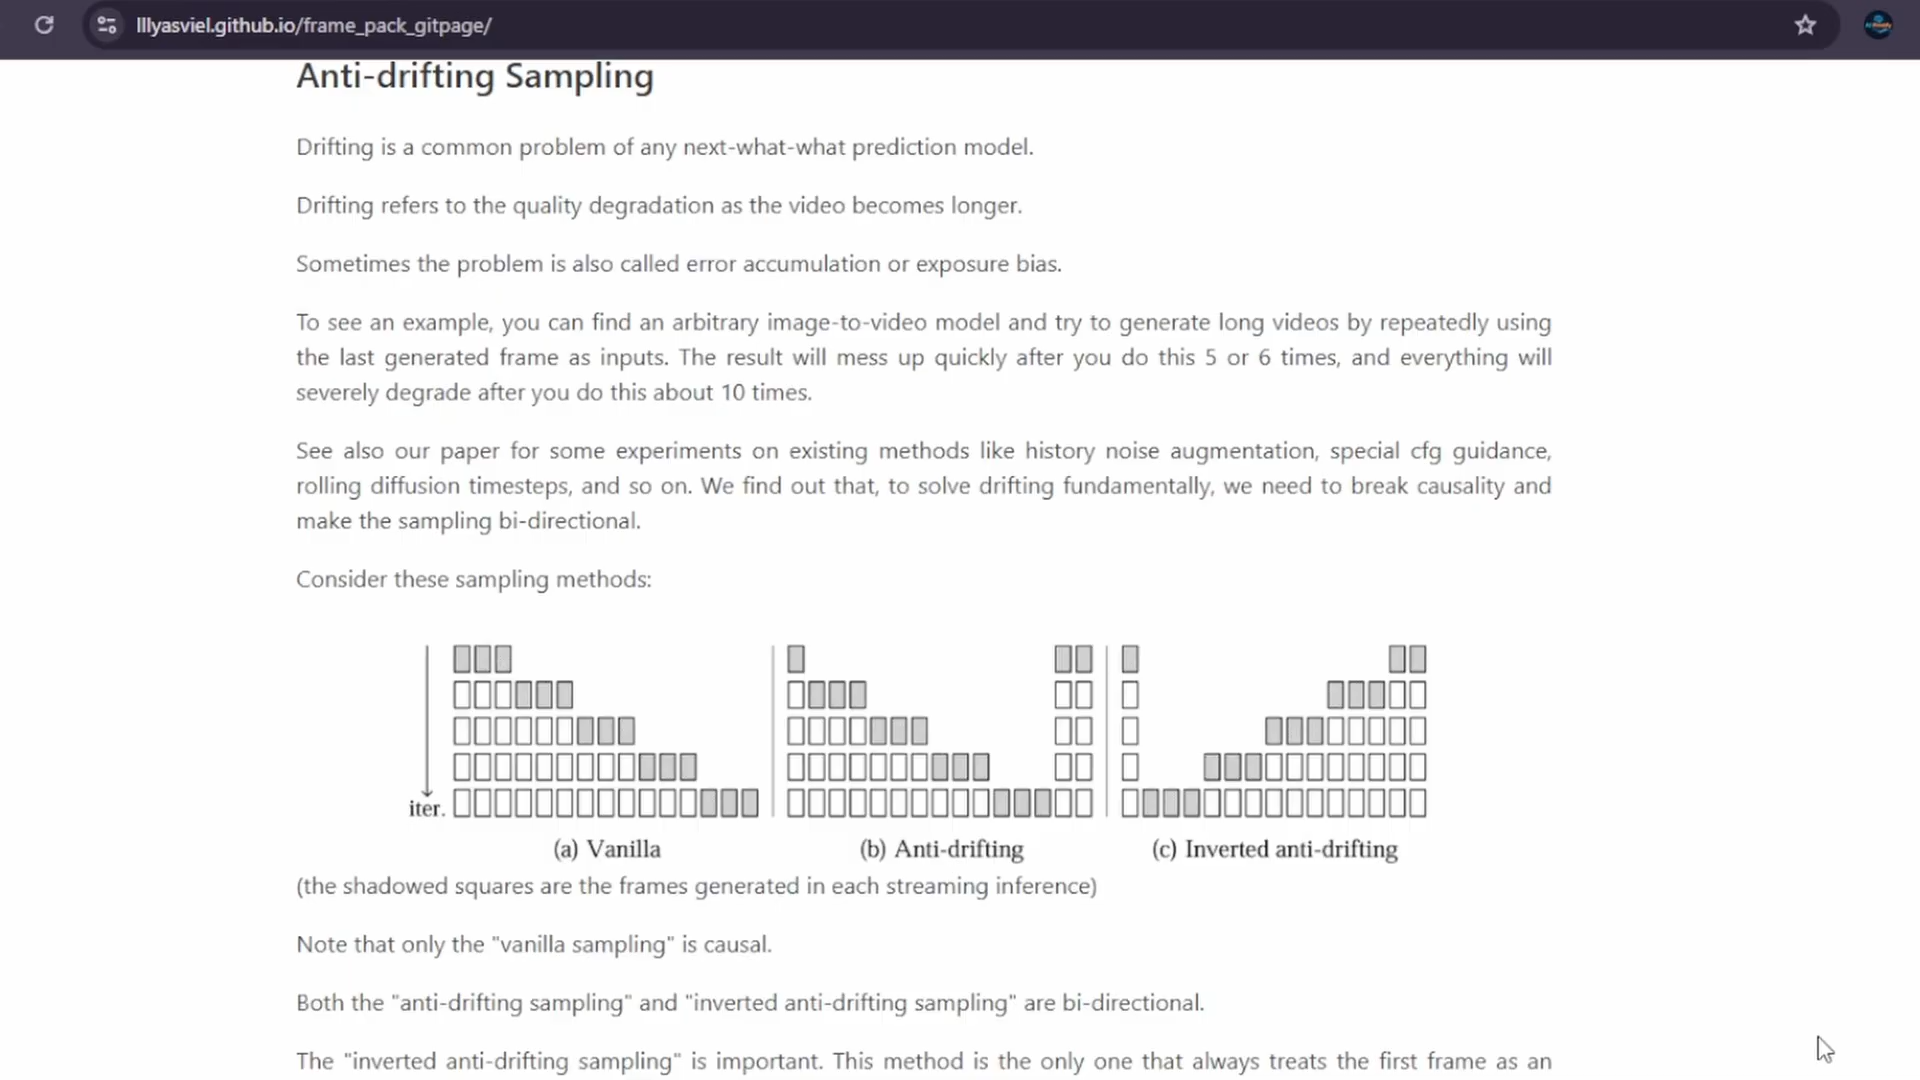 lllyasviel.github.io/frame_pack_gitpage/
Anti-drifting Sampling
Drifting is a common problem of any next-what-what prediction model.
Drifting refers to the quality degradation as the video becomes longer.
Sometimes the problem is also called error accumulation or exposure bias.
To see an example, you can find an arbitrary image-to-video model and try to generate long videos by repeatedly using
the last generated frame as inputs. The result will mess up quickly after you do this 5 or 6 times, and everything will
severely degrade after you do this about 10 times.
See also our paper for some experiments on existing methods like history noise augmentation, special cfg guidance,
rolling diffusion timesteps, and so on. We find out that, to solve drifting fundamentally, we need to break causality and
make the sampling bi-directional.
Consider these sampling methods:
iter.
(a) Vanilla
(b) Anti-drifting
(c) Inverted anti-drifting
(the shadowed squares are the frames generated in each streaming inference)
Note that only the "vanilla sampling" is causal.
Both the "anti-drifting sampling" and "inverted anti-drifting sampling" are bi-directional.
The "inverted anti-drifting sampling" is important. This method is the only one that always treats the first frame as an